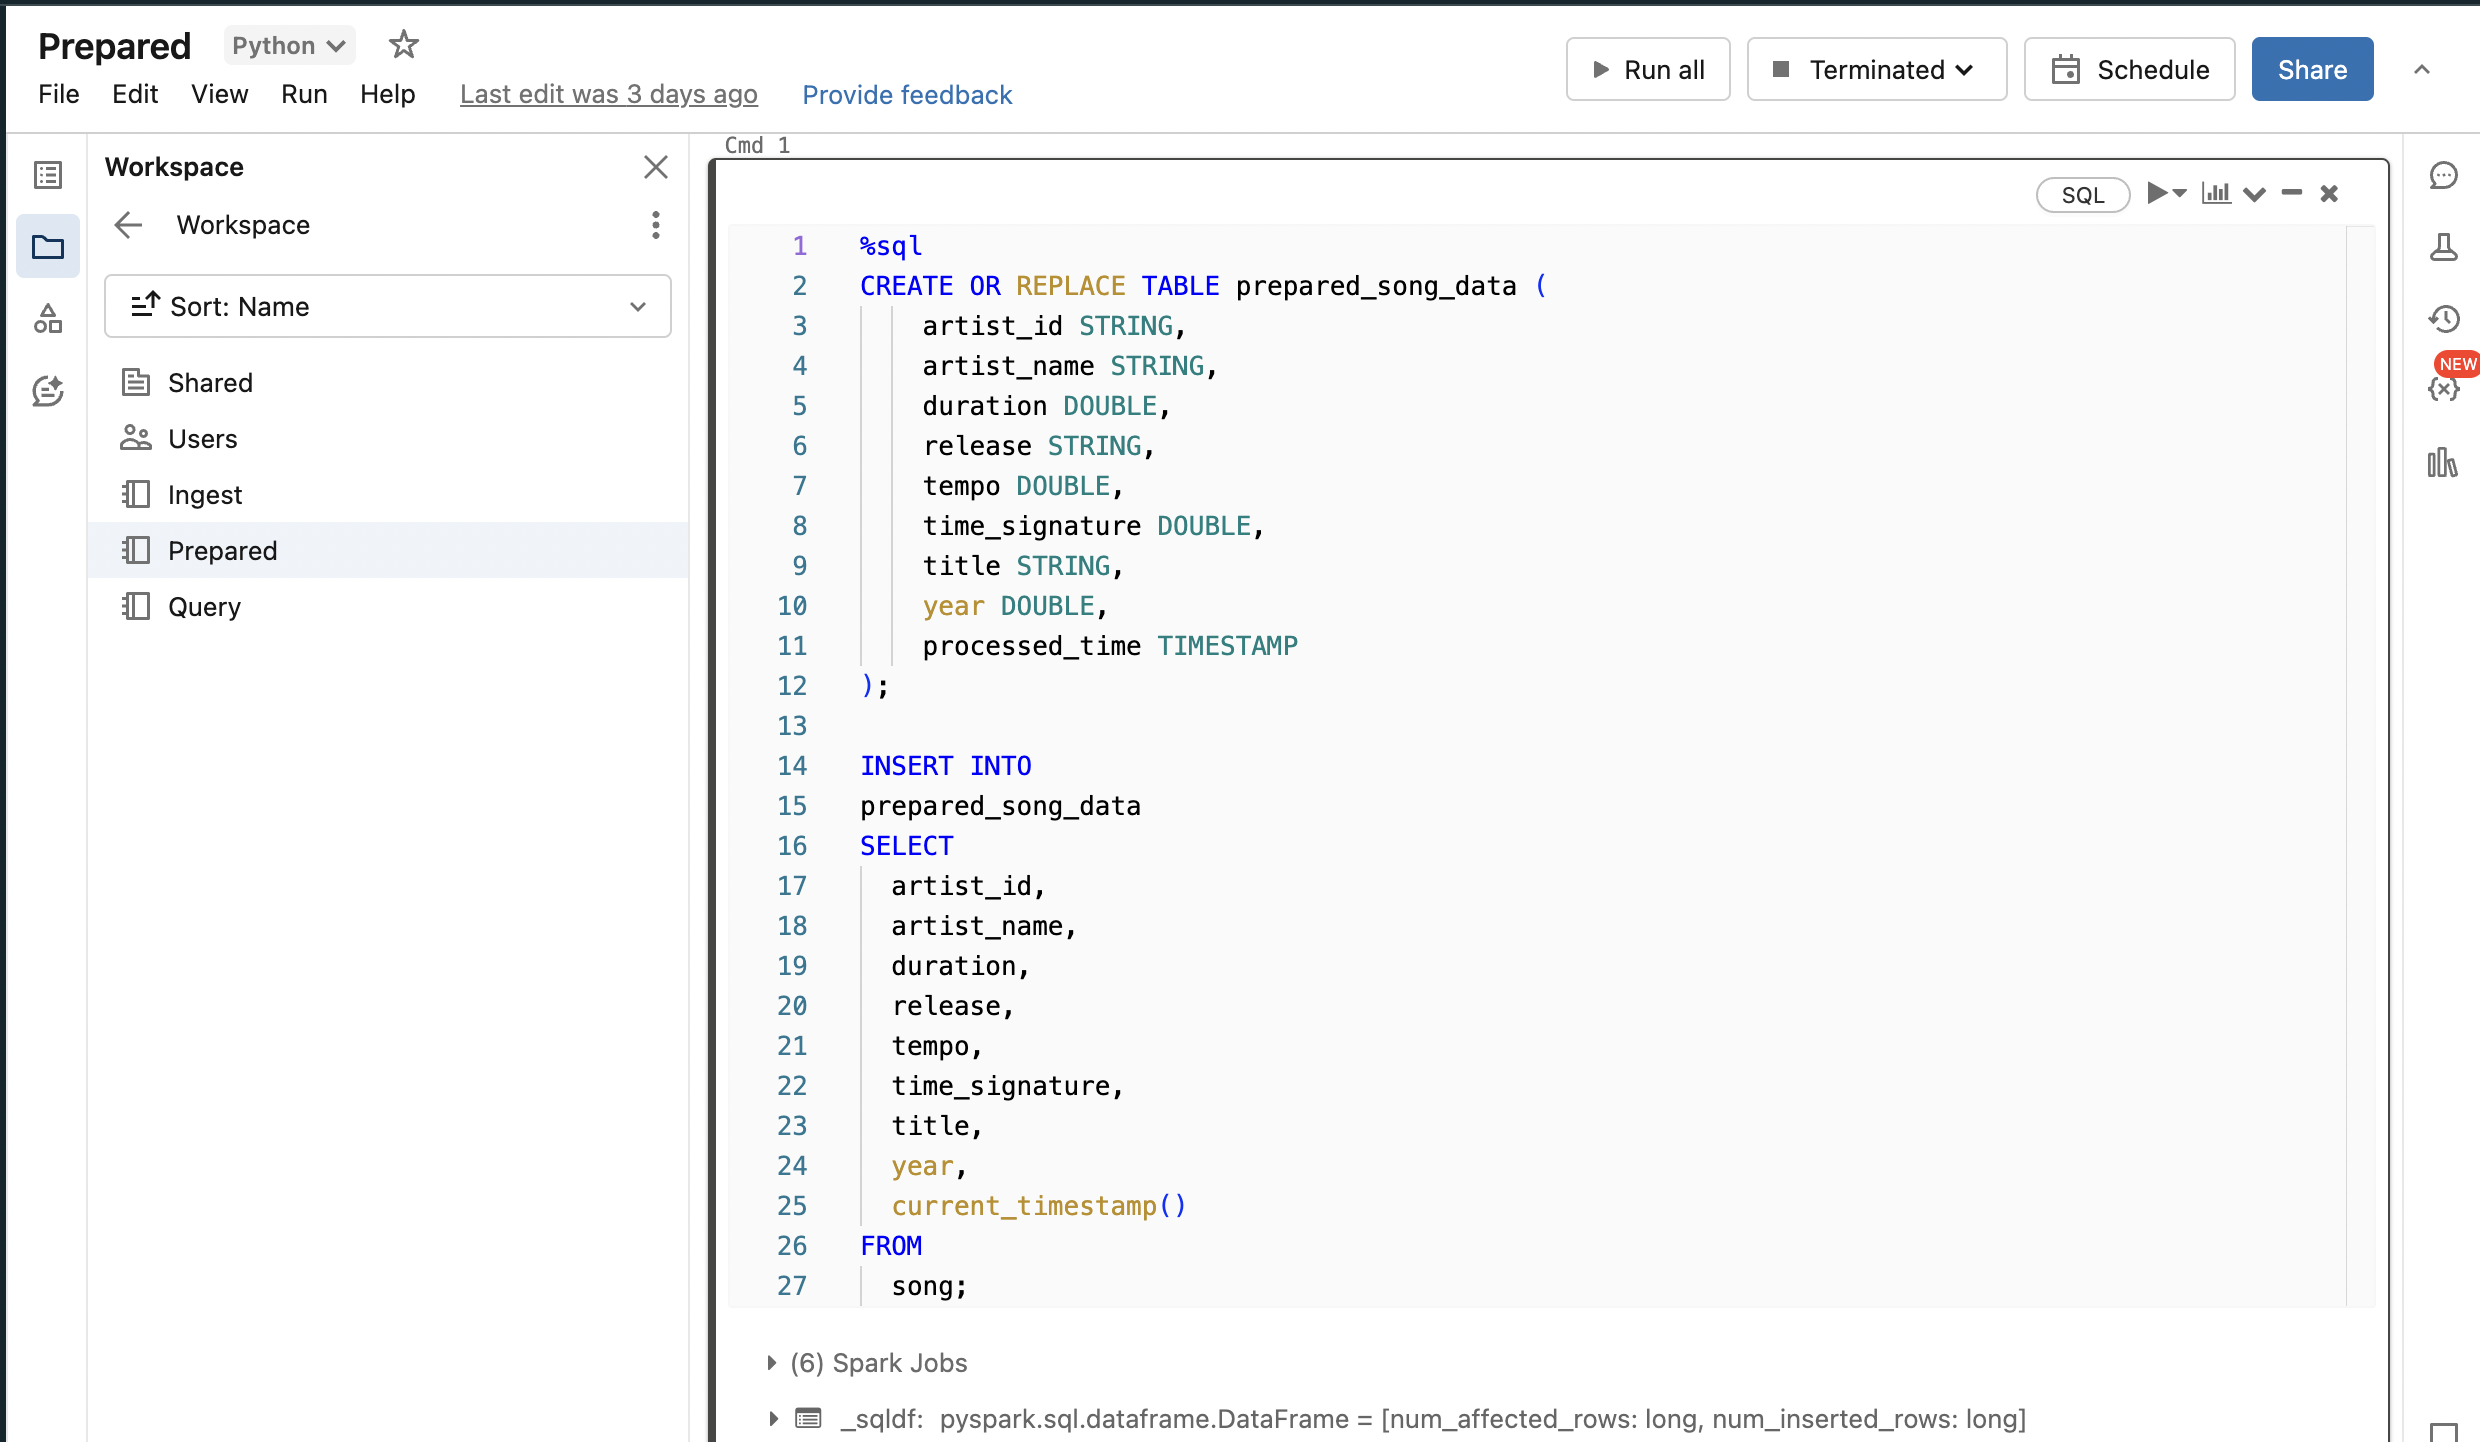 Prepared Python
File Edit View Run Help Last edit was 3 days ago Provide feedback
Run all Terminated Schedule Share
Workspace
Workspace
Sort: Name
Shared
Users
Ingest
Prepared
Query
Cmd 1
SQL
1 %sql
2 CREATE OR REPLACE TABLE prepared_song_data (
3 artist_id STRING,
4 artist_name STRING,
5 duration DOUBLE,
6 release STRING,
7 tempo DOUBLE,
8 time_signature DOUBLE,
9 title STRING,
10 year DOUBLE,
11 processed_time TIMESTAMP
12 );
13
14 INSERT INTO
15 prepared_song_data
16 SELECT
17 artist_id,
18 artist_name,
19 duration,
20 release,
21 tempo,
22 time_signature,
23 title,
24 year,
25 current_timestamp()
26 FROM
27 song;
(6) Spark Jobs
_sqldf: pyspark.sql.dataframe.DataFrame = [num_affected_rows: long, num_inserted_rows: long]
NEW